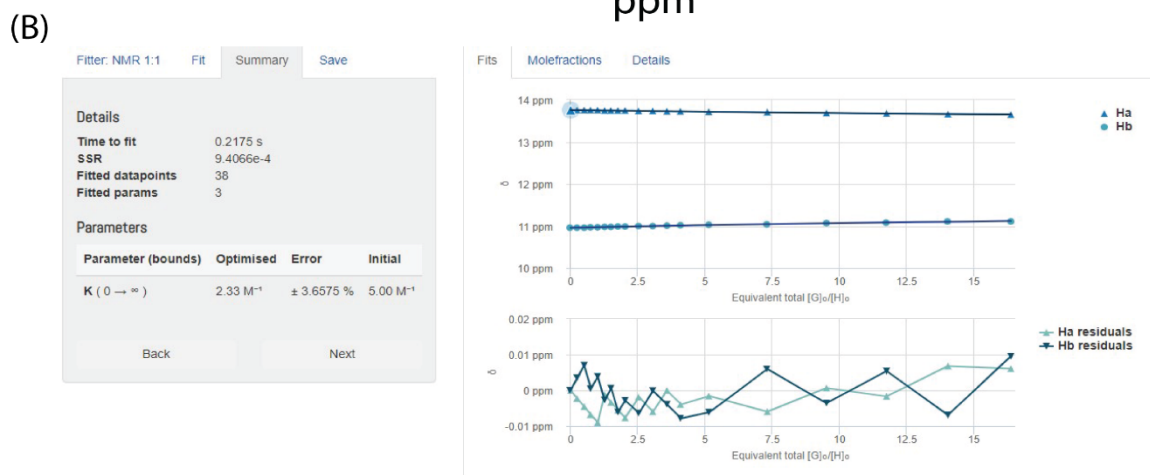 ppm
(B)
Fitter: NMR 1:1 Fit Summary Save
Details
Time to fit 0.2175 s
SSR 9.4066e-4
Fitted datapoints 38
Fitted params 3
Parameters
Parameter (bounds) Optimised Error Initial
K ( 0 → ∞ ) 2.33 M⁻¹ ± 3.6575 % 5.00 M⁻¹
Back Next
Fits Molefractions Details
14 ppm
13 ppm
12 ppm
11 ppm
10 ppm
δ
0 2.5 5 7.5 10 12.5 15
Equivalent total [G]₀/[H]₀
Ha
Hb
0.02 ppm
0.01 ppm
0 ppm
-0.01 ppm
δ
0 2.5 5 7.5 10 12.5 15
Equivalent total [G]₀/[H]₀
Ha residuals
Hb residuals